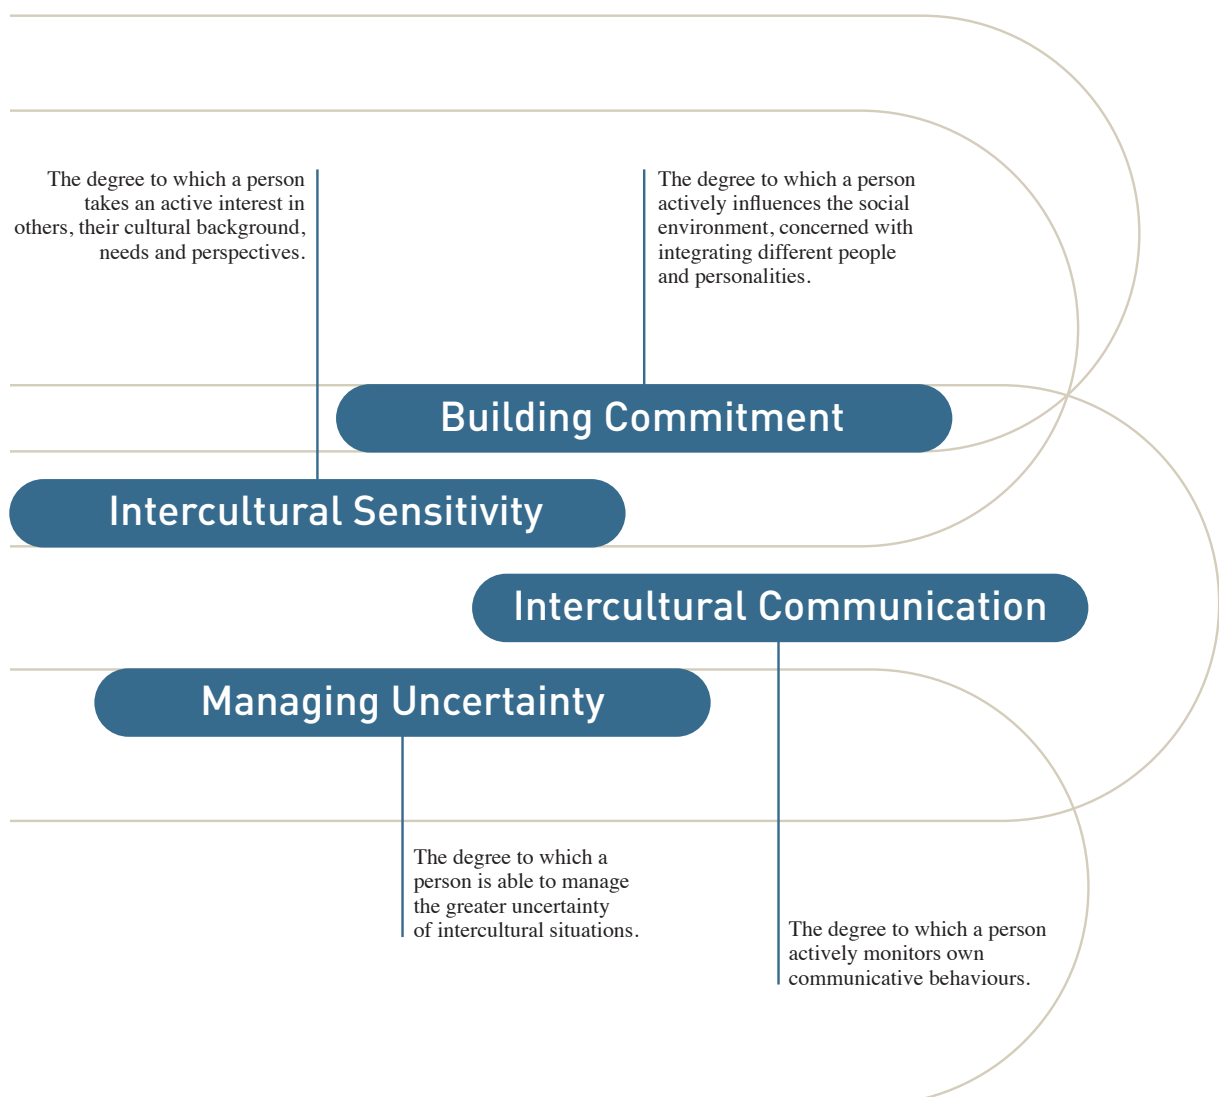 The degree to which a person
takes an active interest in
others, their cultural background,
needs and perspectives.
The degree to which a person
actively influences the social
environment, concerned with
integrating different people
and personalities.
Building Commitment
Intercultural Sensitivity
Intercultural Communication
Managing Uncertainty
The degree to which a
person is able to manage
the greater uncertainty
of intercultural situations.
The degree to which a person
actively monitors own
communicative behaviours.